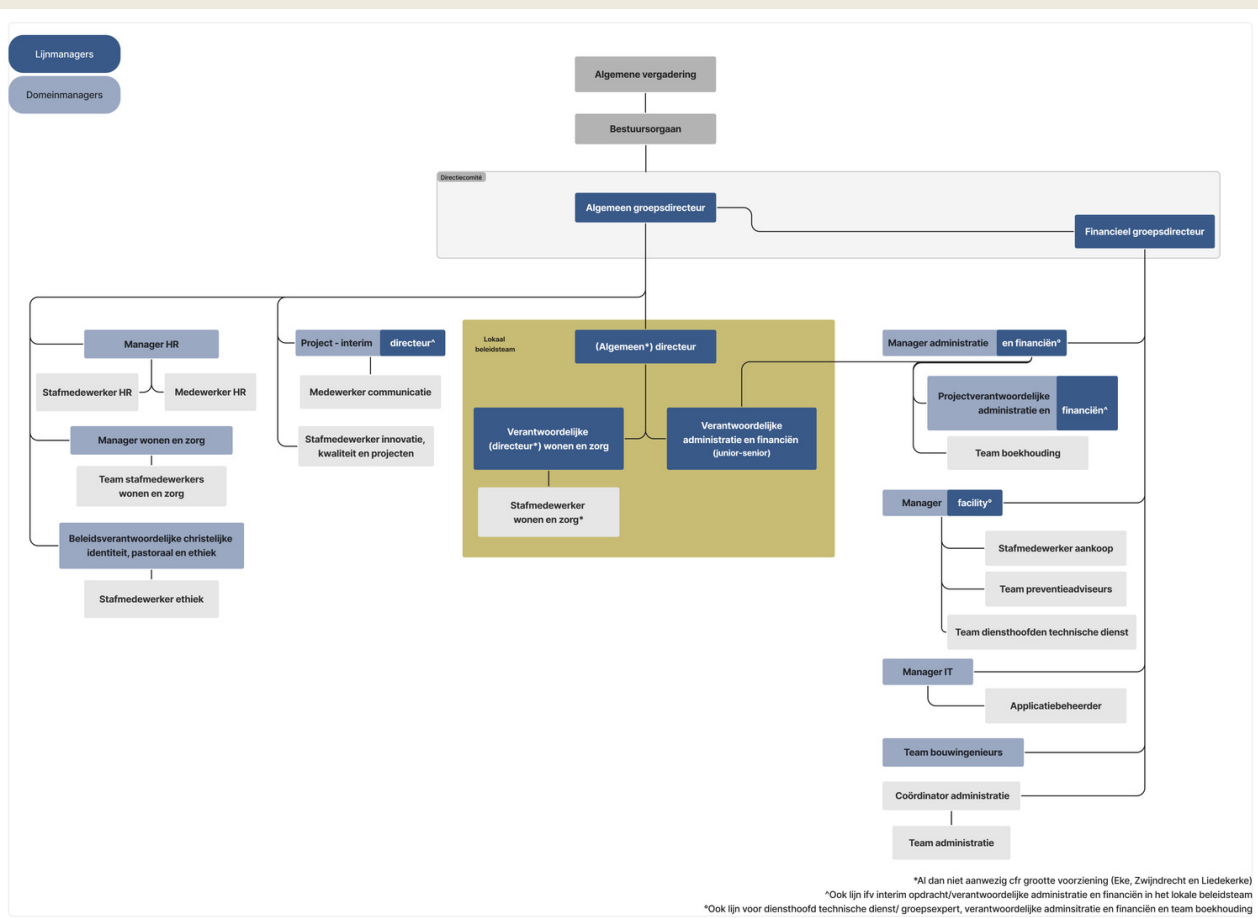 Lijnmanagers
Domeinmanagers
Algemene vergadering
Bestuursorgaan
Directiecomité
Algemeen groepsdirecteur
Financieel groepsdirecteur
Manager HR
Stafmedewerker HR
Medewerker HR
Manager wonen en zorg
Team stafmedewerkers
wonen en zorg
Beleidsverantwoordelijke christelijke
identiteit, pastoraal en ethiek
Stafmedewerker ethiek
Project - interim directeur^
Medewerker communicatie
Stafmedewerker innovatie,
kwaliteit en projecten
Lokaal
beleidsteam
(Algemeen*) directeur
Verantwoordelijke
(directeur*) wonen en zorg
Stafmedewerker
wonen en zorg*
Verantwoordelijke
administratie en financiën
(junior-senior)
Manager administratie en financiën°
Projectverantwoordelijke
administratie en financiën^
Team boekhouding
Manager facility°
Stafmedewerker aankoop
Team preventieadviseurs
Team diensthoofden technische dienst
Manager IT
Applicatiebeheerder
Team bouwingenieurs
Coördinator administratie
Team administratie
*Al dan niet aanwezig cfr grootte voorziening (Eke, Zwijndrecht en Liedekerke)
^Ook lijn ifv interim opdracht/verantwoordelijke administratie en financiën in het lokale beleidsteam
°Ook lijn voor diensthoofd technische dienst/ groepsexpert, verantwoordelijke adminsitratie en financiën en team boekhouding